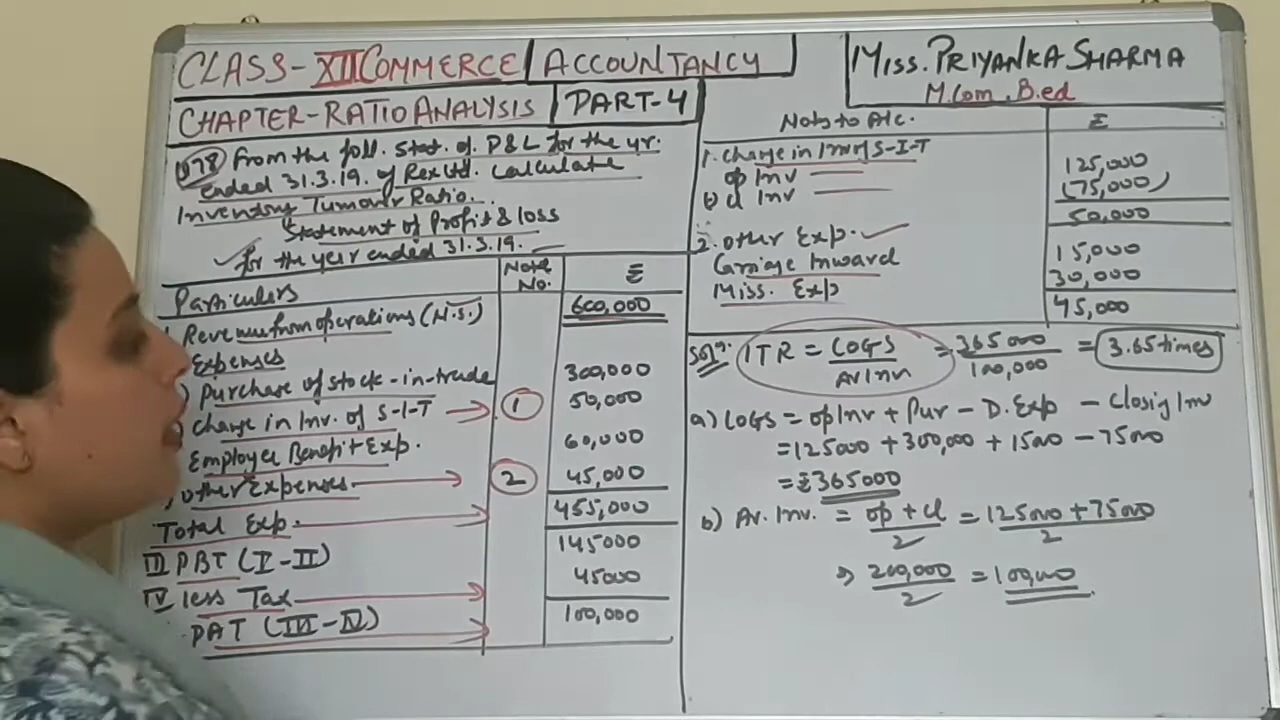 CLASS-XII COMMERCE | ACCOUNTANCY
CHAPTER-RATIO ANALYSIS | PART-4
MISS. PRIYANKA SHARMA
M.Com, B.ed
78 From the foll. Stat. of P&L for the yr.
ended 31.3.19. of Rex Ltd. calculate
Inventory Turnover Ratio.
Statement of Profit & loss
for the year ended 31.3.19.
Particulars Note No. ₹
Revenue from operations (N.S.) 600,000
Expenses
Purchase of stock-in-trade 300,000
change in Inv. of S-I-T → 1 50,000
Employee Benefit Exp. 60,000
other Expenses. → 2 45,000
Total Exp. 455,000
III PBT (I-II) 145000
IV less Tax 45000
PAT (III-IV) 100,000
Notes to A/c. ₹
1. change in Inv of S-I-T
op Inv 125,000
cl Inv (75,000)
50,000
2. other Exp.
Carriage Inward 15,000
Miss. Exp 30,000
45,000
Soln. ITR = COGS / Av Inv = 365000 / 100,000 = 3.65 times
a) COGS = op Inv + Pur - D. Exp - Closig Inv
= 125000 + 300,000 + 15000 - 75000
= ₹365000
b) Av. Inv. = op + cl / 2 = 125000 + 75000 / 2
⇒ 200,000 / 2 = 100,000